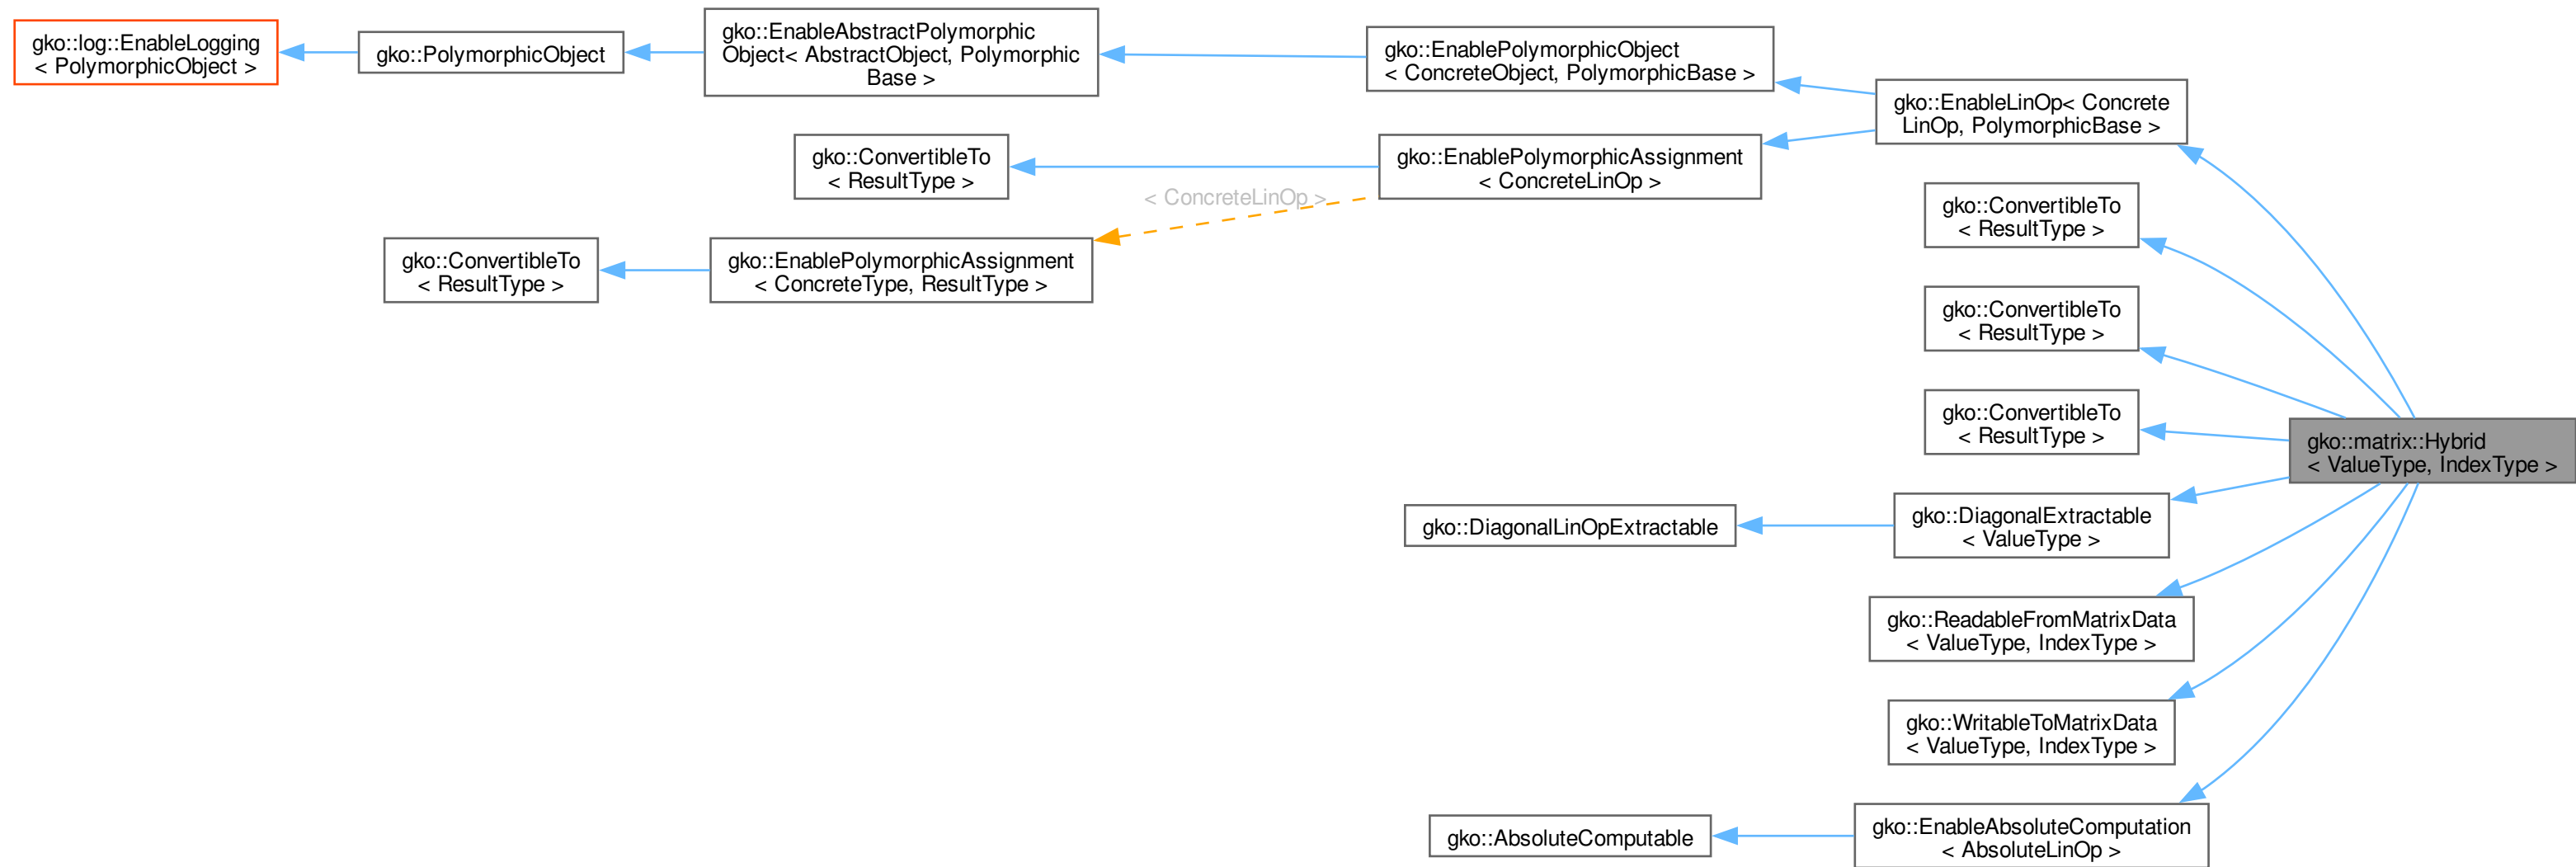 gko::log::EnableLogging
< PolymorphicObject >
gko::PolymorphicObject
gko::EnableAbstractPolymorphic
Object< AbstractObject, Polymorphic
Base >
gko::EnablePolymorphicObject
< ConcreteObject, PolymorphicBase >
gko::EnableLinOp< Concrete
LinOp, PolymorphicBase >
gko::ConvertibleTo
< ResultType >
gko::EnablePolymorphicAssignment
< ConcreteLinOp >
< ConcreteLinOp >
gko::ConvertibleTo
< ResultType >
gko::EnablePolymorphicAssignment
< ConcreteType, ResultType >
gko::ConvertibleTo
< ResultType >
gko::ConvertibleTo
< ResultType >
gko::ConvertibleTo
< ResultType >
gko::matrix::Hybrid
< ValueType, IndexType >
gko::DiagonalLinOpExtractable
gko::DiagonalExtractable
< ValueType >
gko::ReadableFromMatrixData
< ValueType, IndexType >
gko::WritableToMatrixData
< ValueType, IndexType >
gko::AbsoluteComputable
gko::EnableAbsoluteComputation
< AbsoluteLinOp >